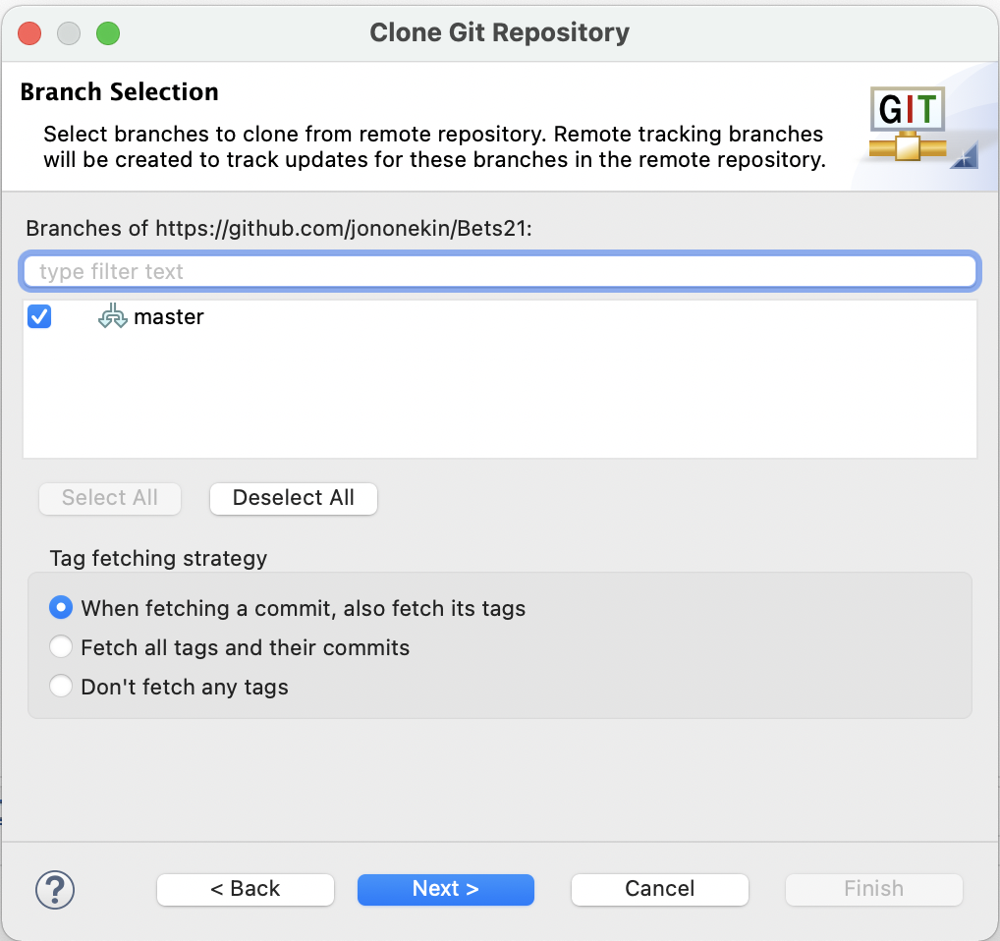 Clone Git Repository
Branch Selection
Select branches to clone from remote repository. Remote tracking branches
will be created to track updates for these branches in the remote repository.
GIT
Branches of https://github.com/jononekin/Bets21:
type filter text
master
Select All
Deselect All
Tag fetching strategy
When fetching a commit, also fetch its tags
Fetch all tags and their commits
Don't fetch any tags
?
< Back
Next >
Cancel
Finish